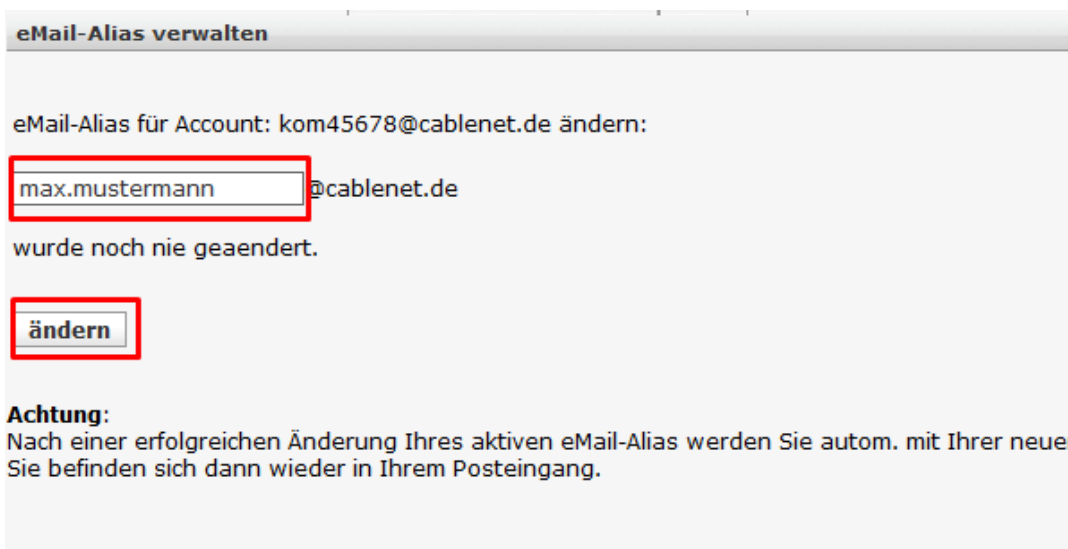 eMail-Alias verwalten
eMail-Alias für Account: kom45678@cablenet.de ändern:
max.mustermann @cablenet.de
wurde noch nie geaendert.
ändern
Achtung:
Nach einer erfolgreichen Änderung Ihres aktiven eMail-Alias werden Sie autom. mit Ihrer neue
Sie befinden sich dann wieder in Ihrem Posteingang.